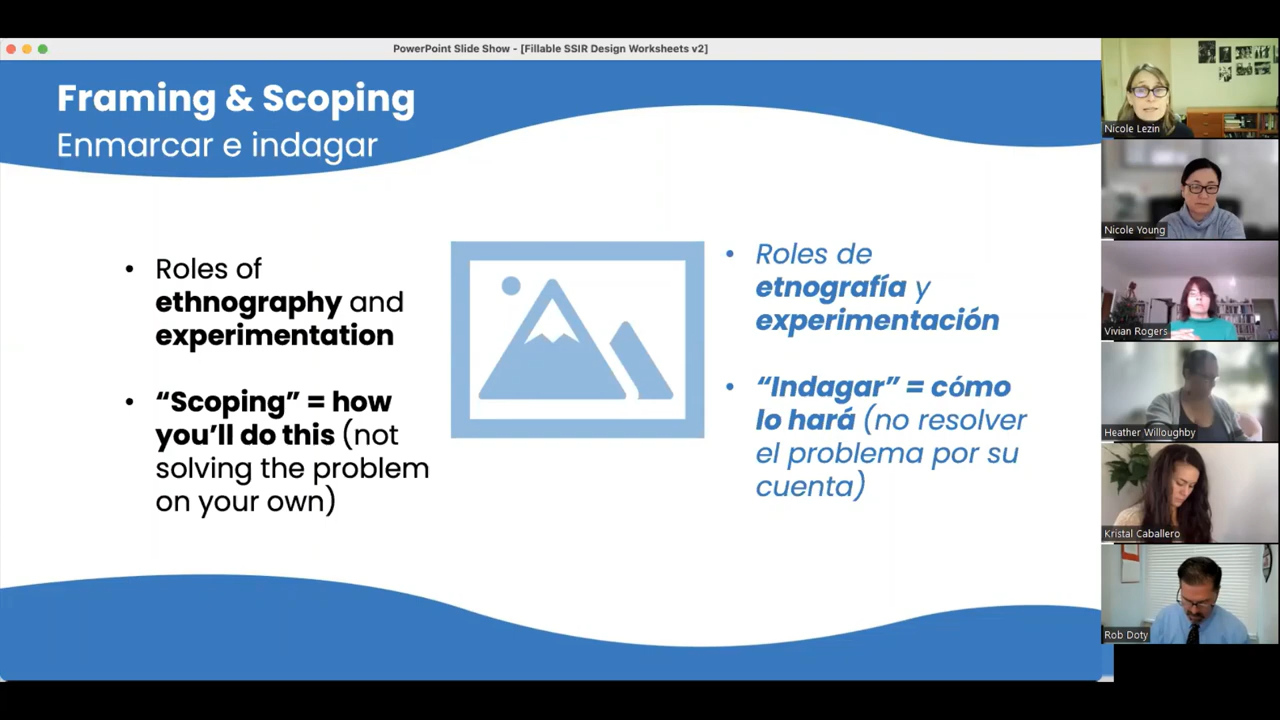 PowerPoint Slide Show - [Fillable SSIR Design Worksheets v2]
Framing & Scoping
Enmarcar e indagar
• Roles of
ethnography and
experimentation
• “Scoping” = how
you’ll do this (not
solving the problem
on your own)
• Roles de
etnografía y
experimentación
• “Indagar” = cómo
lo hará (no resolver
el problema por su
cuenta)
Nicole Lezin
Nicole Young
Vivian Rogers
Heather Willoughby
Kristal Caballero
Rob Doty